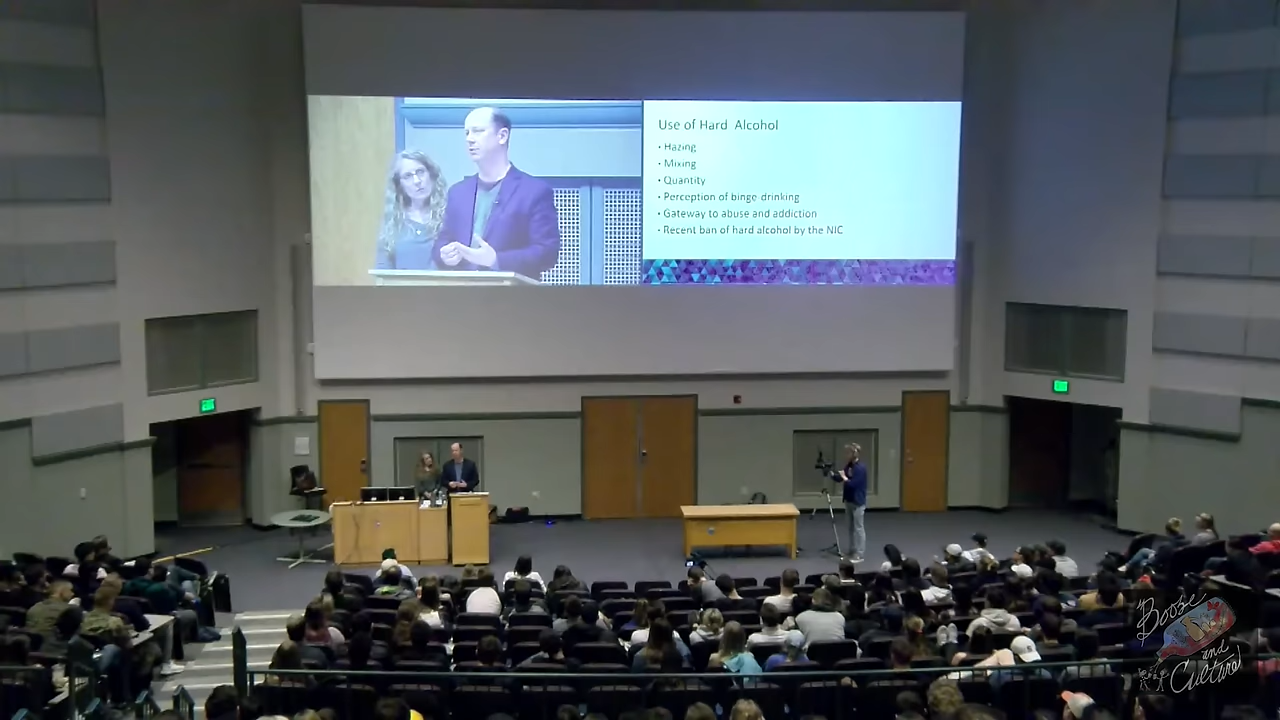 Use of Hard Alcohol
• Hazing
• Mixing
• Quantity
• Perception of binge drinking
• Gateway to abuse and addiction
• Recent ban of hard alcohol by the NIC
Booze
and
Culture